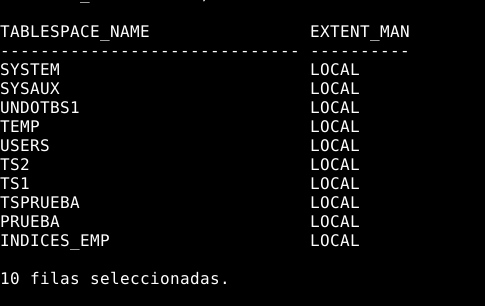 TABLESPACE_NAME EXTENT_MAN
------------------------------ ----------
SYSTEM LOCAL
SYSAUX LOCAL
UNDOTBS1 LOCAL
TEMP LOCAL
USERS LOCAL
TS2 LOCAL
TS1 LOCAL
TSPRUEBA LOCAL
PRUEBA LOCAL
INDICES_EMP LOCAL
10 filas seleccionadas.